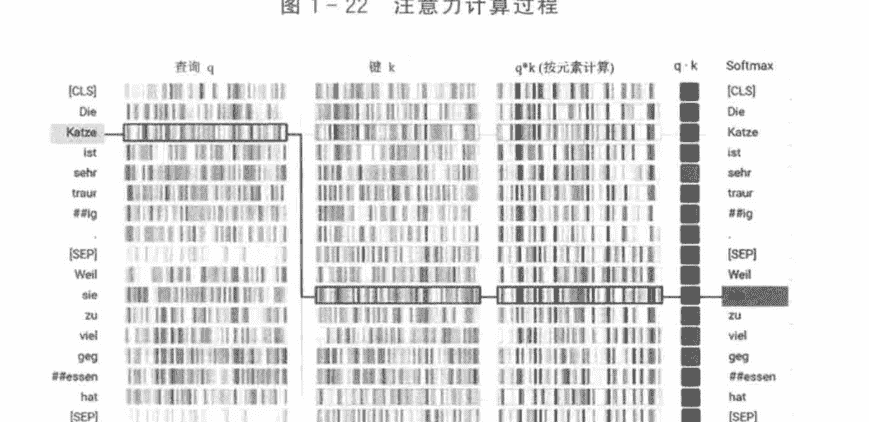 图 1-22 注意力计算过程
查询 q 键 k q*k (按元素计算) q · k Softmax
[CLS] [CLS]
Die Die
Katze Katze
ist ist
sehr sehr
traur traur
##ig ##ig
. .
[SEP] [SEP]
Weil Weil
sie
zu zu
viel viel
geg geg
##essen ##essen
hat hat
[SEP] [SEP]